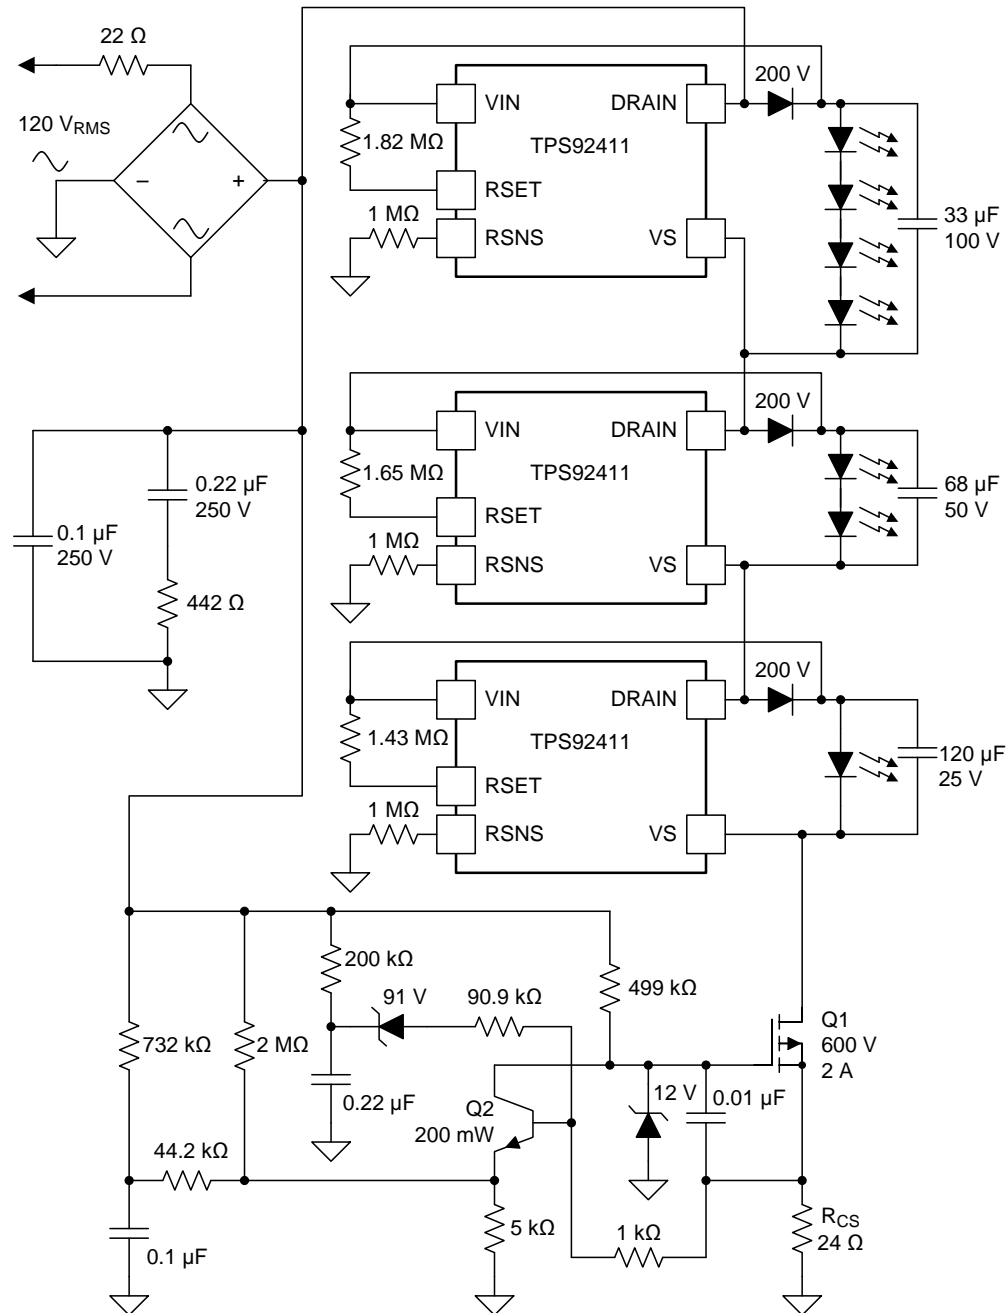 22 Ω
120 VRMS
−
+
VIN
DRAIN
1.82 MΩ
TPS92411
RSET
1 MΩ
RSNS
VS
200 V
33 µF
100 V
VIN
DRAIN
1.65 MΩ
TPS92411
RSET
1 MΩ
RSNS
VS
200 V
68 µF
50 V
0.22 µF
250 V
0.1 µF
250 V
442 Ω
VIN
DRAIN
1.43 MΩ
TPS92411
RSET
1 MΩ
RSNS
VS
200 V
120 µF
25 V
200 kΩ
91 V
90.9 kΩ
499 kΩ
732 kΩ
2 MΩ
0.22 µF
Q2
200 mW
12 V
0.01 µF
Q1
600 V
2 A
44.2 kΩ
0.1 µF
5 kΩ
1 kΩ
RCS
24 Ω